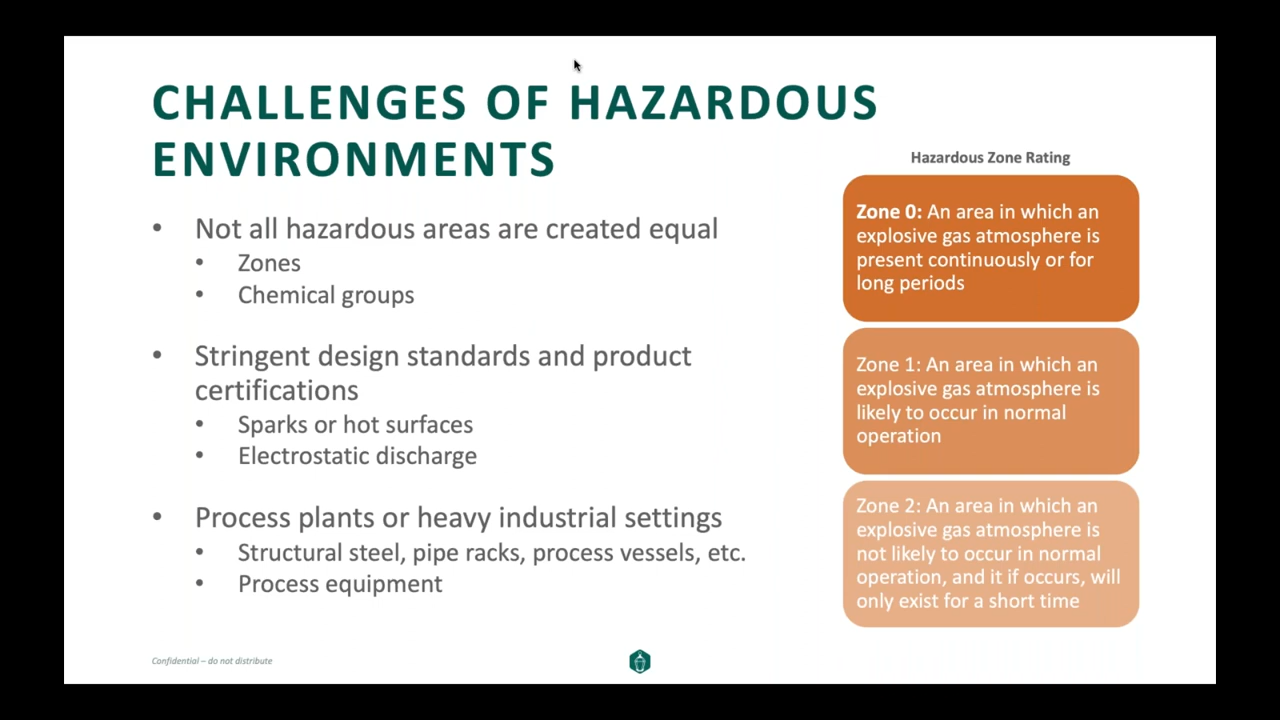 CHALLENGES OF HAZARDOUS
ENVIRONMENTS
• Not all hazardous areas are created equal
• Zones
• Chemical groups
• Stringent design standards and product
certifications
• Sparks or hot surfaces
• Electrostatic discharge
• Process plants or heavy industrial settings
• Structural steel, pipe racks, process vessels, etc.
• Process equipment
Hazardous Zone Rating
Zone 0: An area in which an
explosive gas atmosphere is
present continuously or for
long periods
Zone 1: An area in which an
explosive gas atmosphere is
likely to occur in normal
operation
Zone 2: An area in which an
explosive gas atmosphere is
not likely to occur in normal
operation, and it if occurs, will
only exist for a short time
Confidential – do not distribute